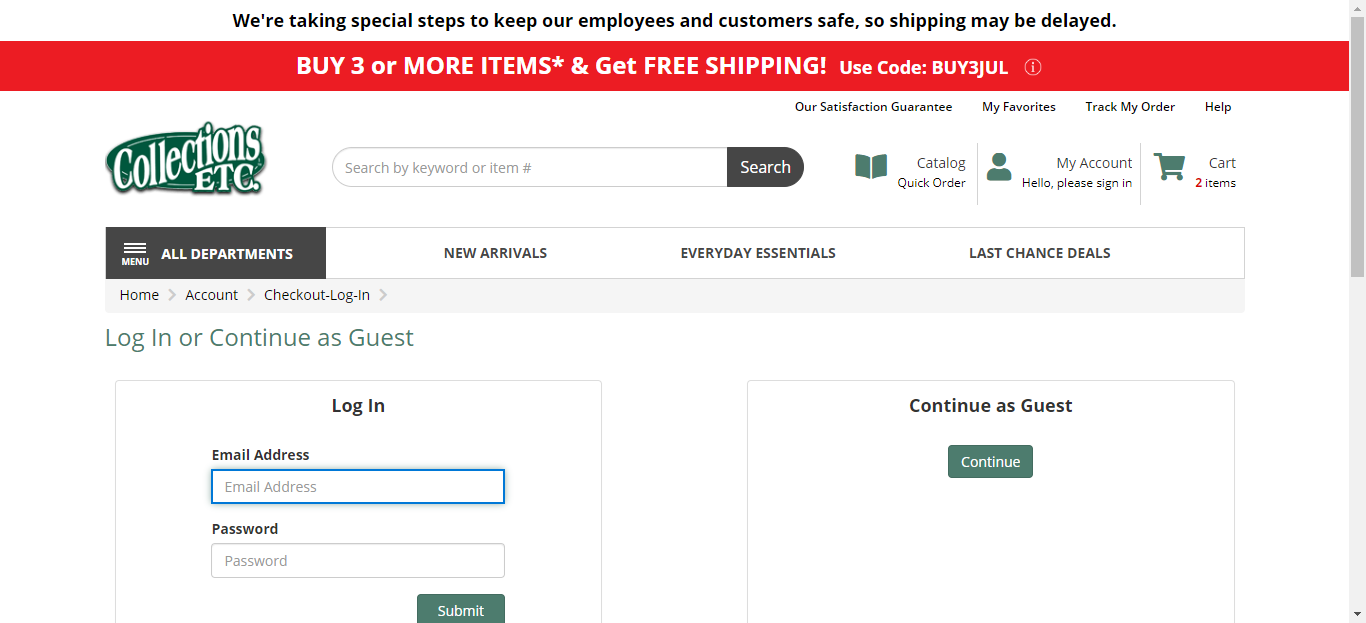 We're taking special steps to keep our employees and customers safe, so shipping may be delayed.
BUY 3 or MORE ITEMS* & Get FREE SHIPPING! Use Code: BUY3JUL
Our Satisfaction Guarantee My Favorites Track My Order Help
Collections
ETC.
Search by keyword or item # Search
Catalog
Quick Order
My Account
Hello, please sign in
Cart
2 items
MENU ALL DEPARTMENTS NEW ARRIVALS EVERYDAY ESSENTIALS LAST CHANCE DEALS
Home Account Checkout-Log-In
Log In or Continue as Guest
Log In
Email Address
Email Address
Password
Password
Submit
Continue as Guest
Continue